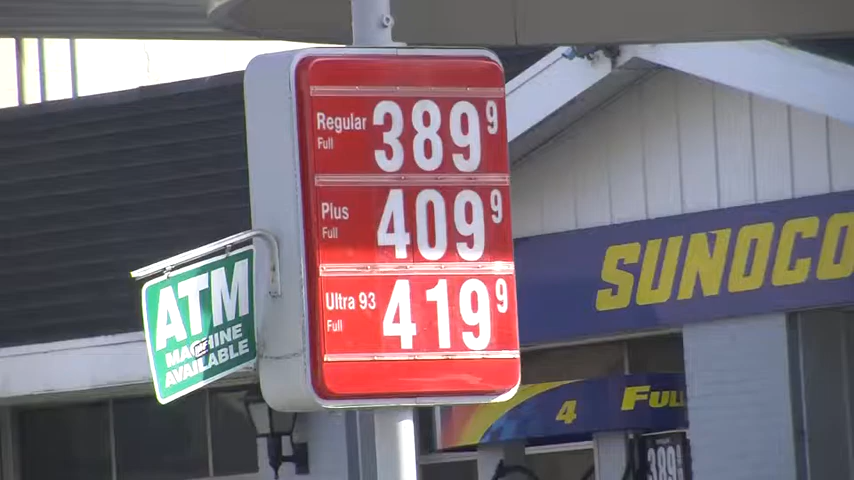 Regular
Full
389 9
Plus
Full
409 9
Ultra 93
Full
419 9
ATM
MACHINE
AVAILABLE
SUNOCO
4
FULL
389